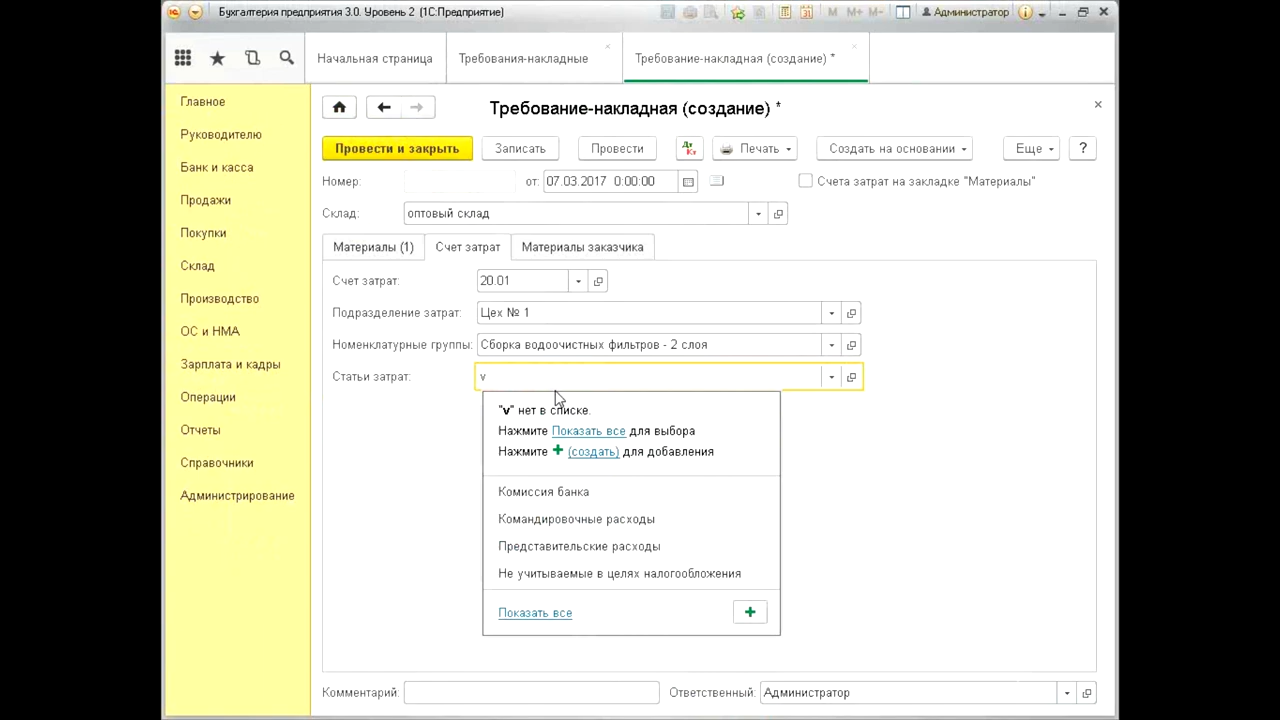 Бухгалтерия предприятия 3.0. Уровень 2 (1С:Предприятие)
M M+ M- Администратор
Начальная страница
Требования-накладные
Требование-накладная (создание) *
Главное
Руководителю
Банк и касса
Продажи
Покупки
Склад
Производство
ОС и НМА
Зарплата и кадры
Операции
Отчеты
Справочники
Администрирование
Требование-накладная (создание) *
Провести и закрыть
Записать
Провести
Дт Кт
Печать
Создать на основании
Еще
?
Номер:
от: 07.03.2017 0:00:00
Счета затрат на закладке "Материалы"
Склад: оптовый склад
Материалы (1)
Счет затрат
Материалы заказчика
Счет затрат: 20.01
Подразделение затрат: Цех № 1
Номенклатурные группы: Сборка водоочистных фильтров - 2 слоя
Статьи затрат: v
"v" нет в списке.
Нажмите Показать все для выбора
Нажмите + (создать) для добавления
Комиссия банка
Командировочные расходы
Представительские расходы
Не учитываемые в целях налогообложения
Показать все
Комментарий:
Ответственный: Администратор